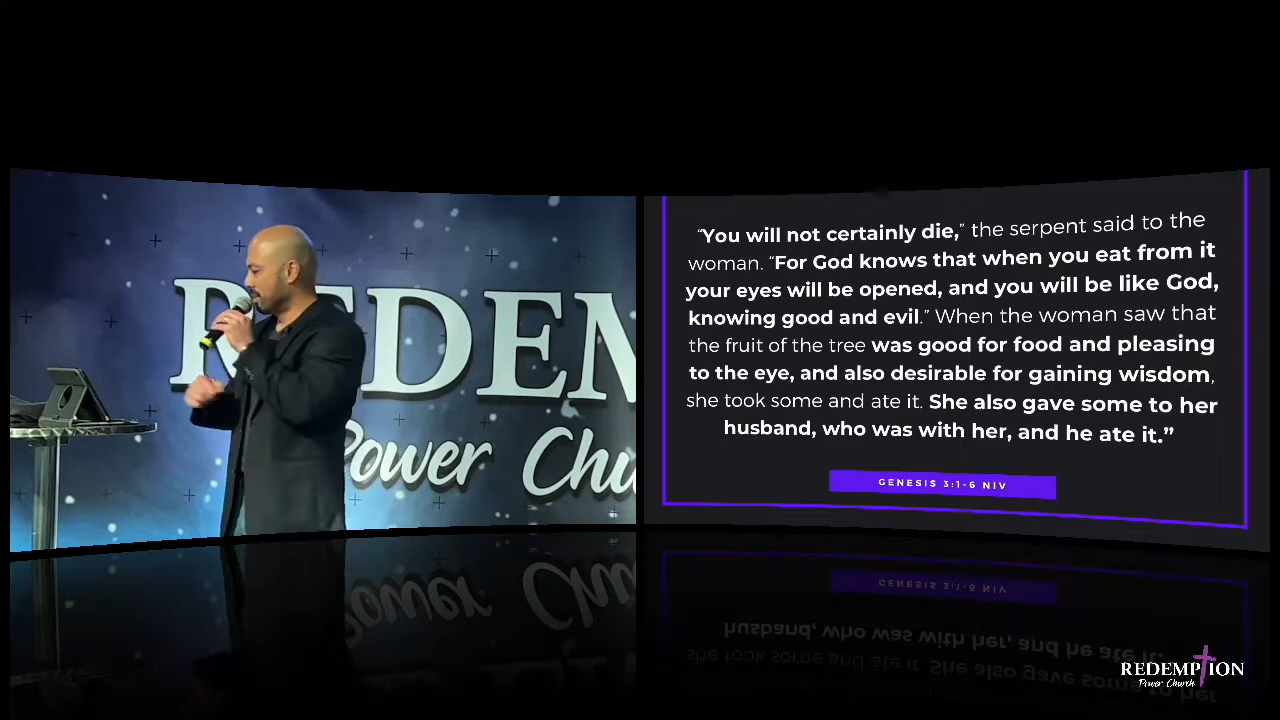 REDEM
Power Chu
“You will not certainly die,” the serpent said to the
woman. “For God knows that when you eat from it
your eyes will be opened, and you will be like God,
knowing good and evil.” When the woman saw that
the fruit of the tree was good for food and pleasing
to the eye, and also desirable for gaining wisdom,
she took some and ate it. She also gave some to her
husband, who was with her, and he ate it.”
GENESIS 3:1-6 NIV
REDEMPTION
Power Church